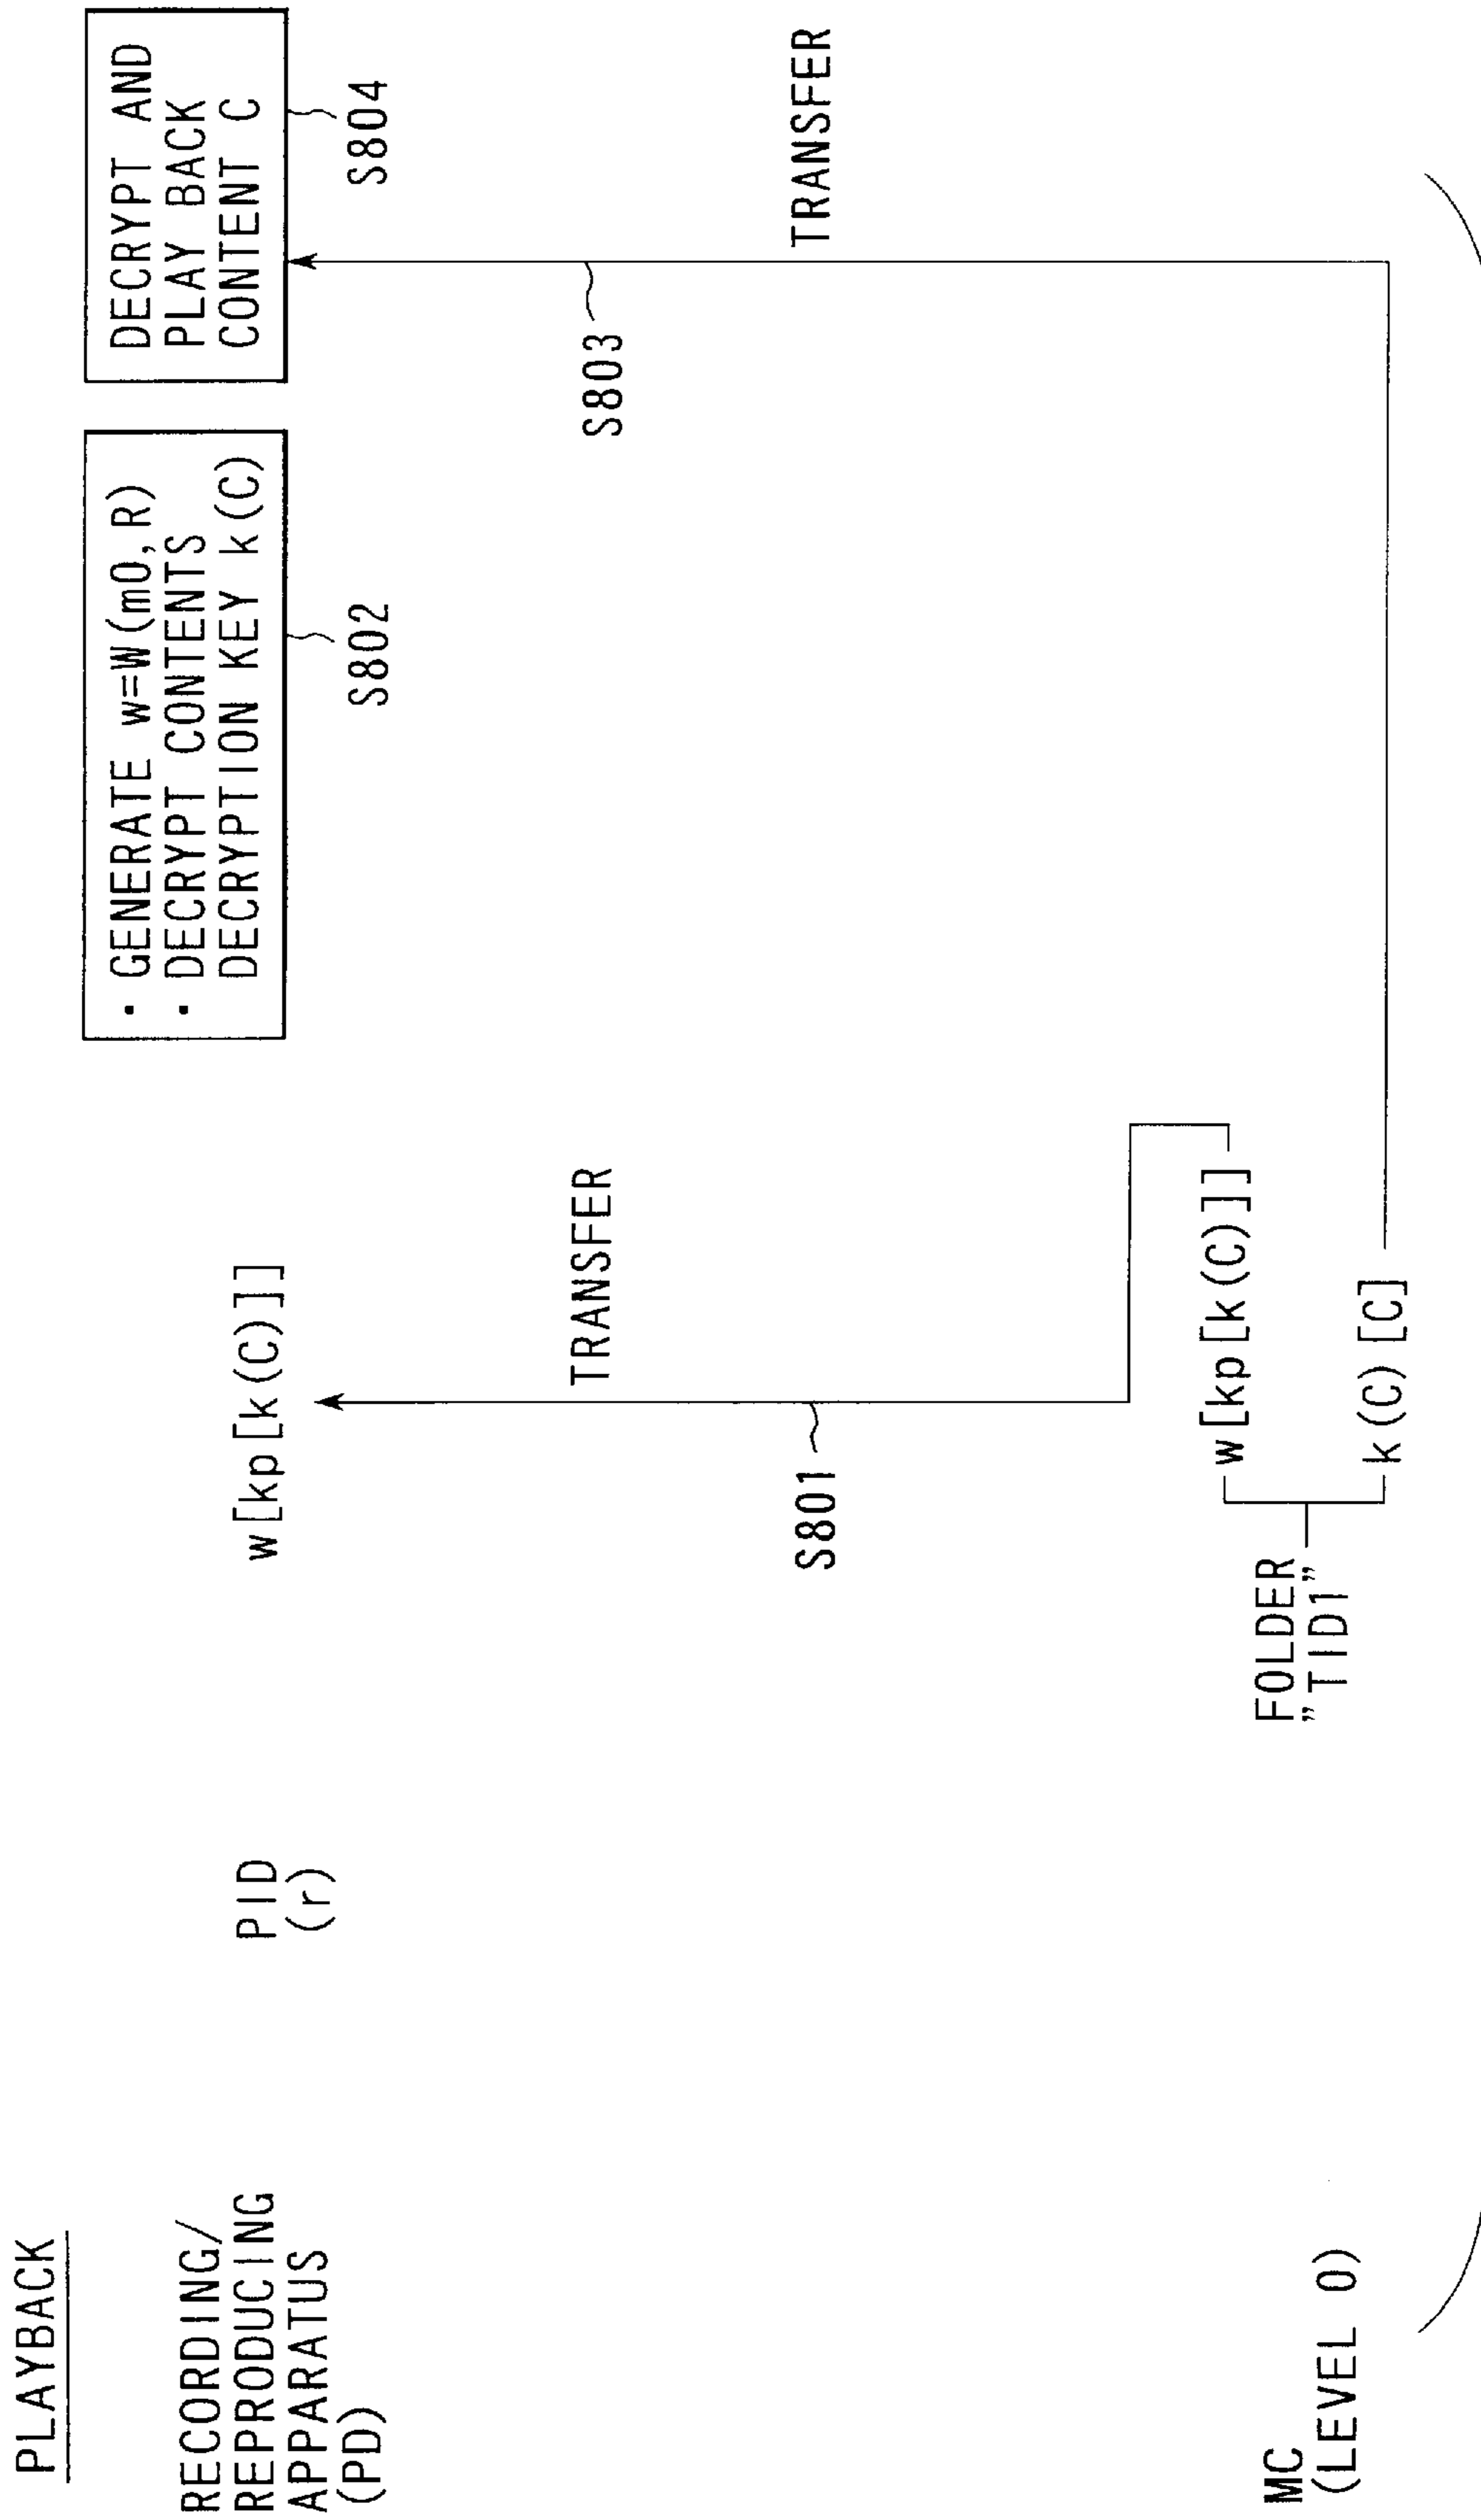 PLAYBACK
RECORDING/
REPRODUCING
APPARATUS
(PD)
PID
(r)
w[kp[k(C)]]
: GENERATE w=W(m0,R)
・DECRYPT CONTENTS
DECRYPTION KEY k(C)
S802
DECRYPT AND
PLAY BACK
CONTENT C
S804
S801
TRANSFER
S803
TRANSFER
MC
(LEVEL 0)
FOLDER
"TID1"
w[kp[k(C)]]
k(C)[C]